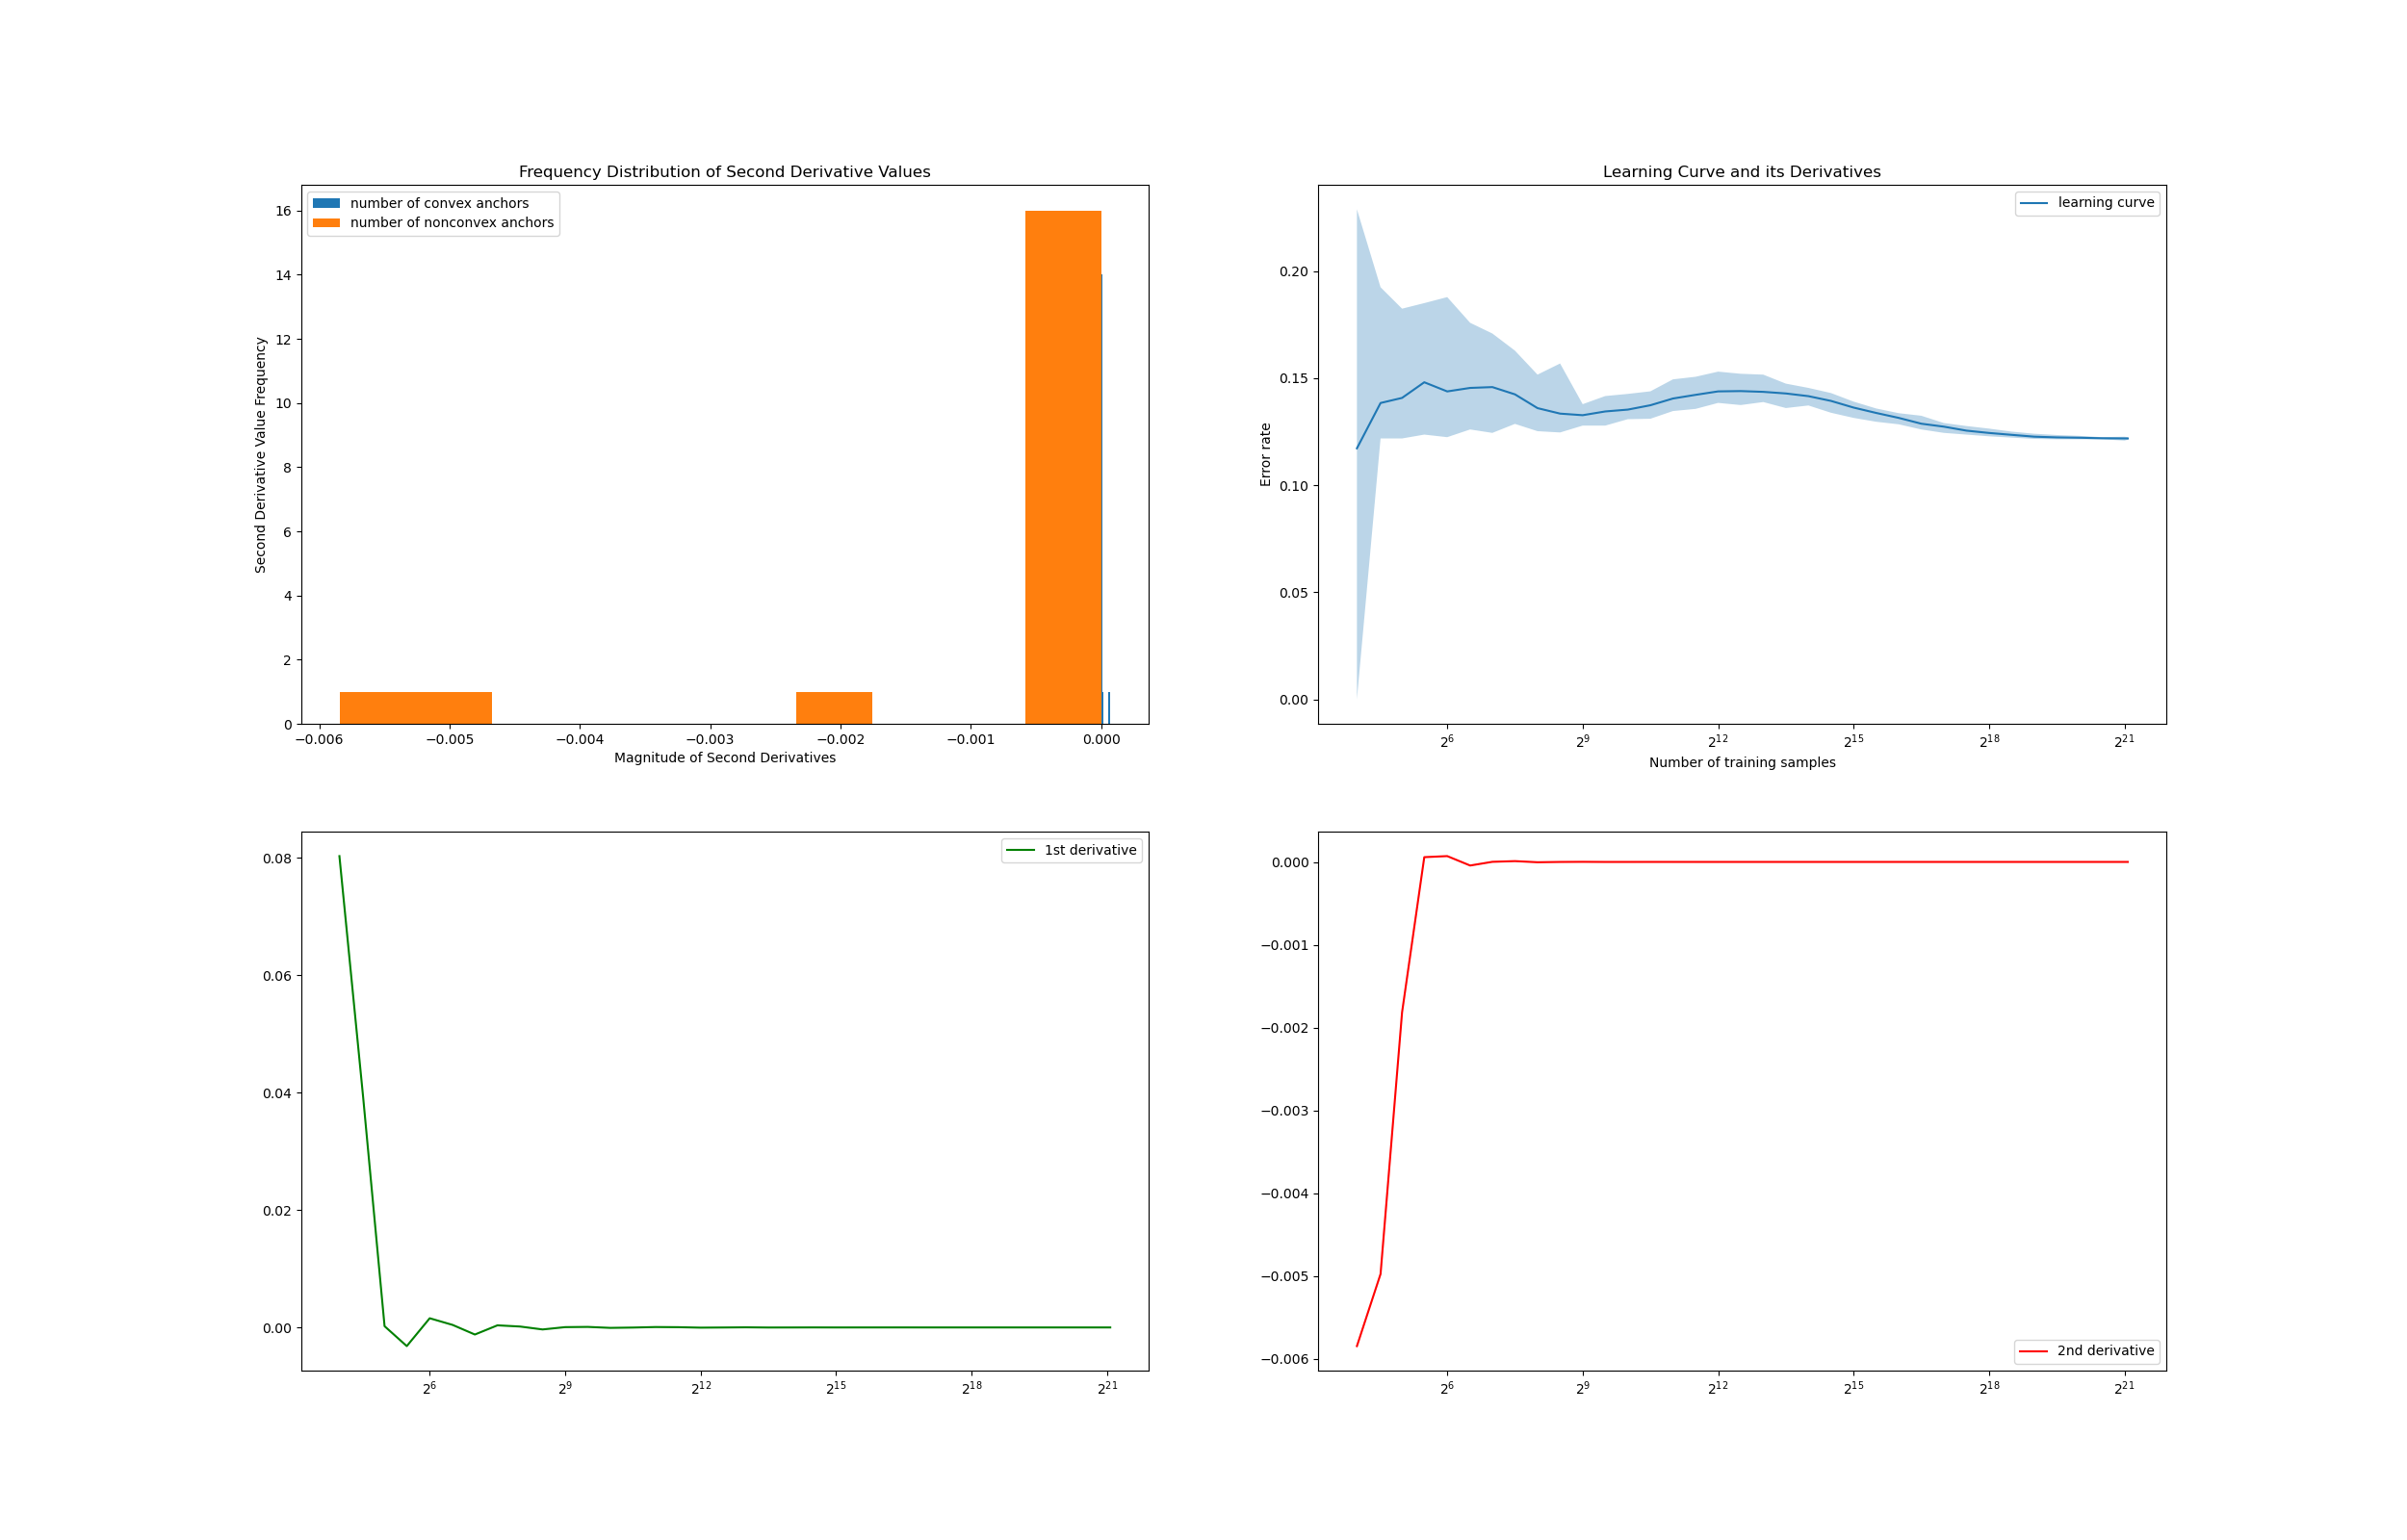 Frequency Distribution of Second Derivative Values
number of convex anchors
number of nonconvex anchors
16
14
12
10
8
6
4
2
0
Second Derivative Value Frequency
−0.006 −0.005 −0.004 −0.003 −0.002 −0.001 0.000
Magnitude of Second Derivatives
Learning Curve and its Derivatives
learning curve
0.20
0.15
0.10
0.05
0.00
Error rate
2^6 2^9 2^12 2^15 2^18 2^21
Number of training samples
1st derivative
0.08
0.06
0.04
0.02
0.00
2^6 2^9 2^12 2^15 2^18 2^21
0.000
−0.001
−0.002
−0.003
−0.004
−0.005
−0.006
2nd derivative
2^6 2^9 2^12 2^15 2^18 2^21